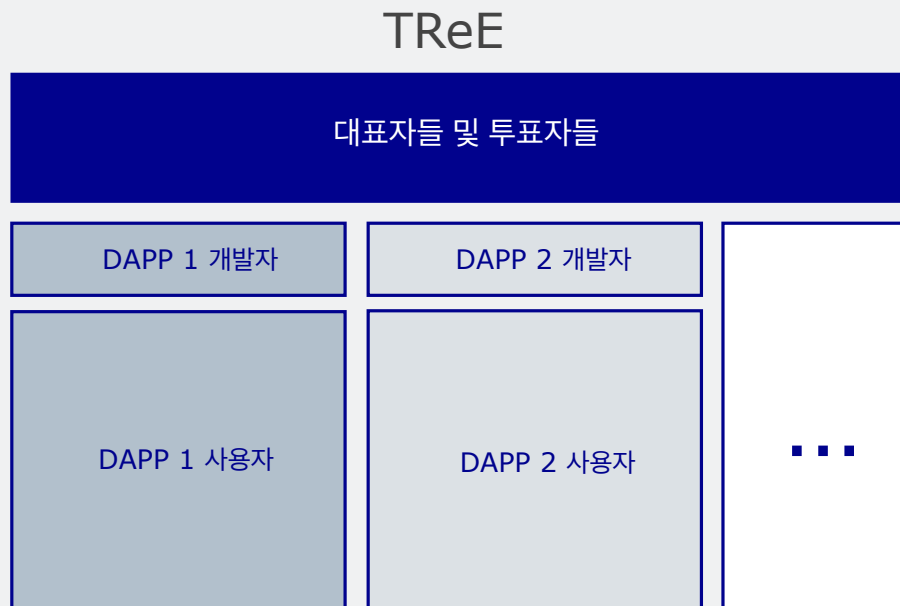 TReE
대표자들 및 투표자들
DAPP 1 개발자
DAPP 2 개발자
DAPP 1 사용자
DAPP 2 사용자
...